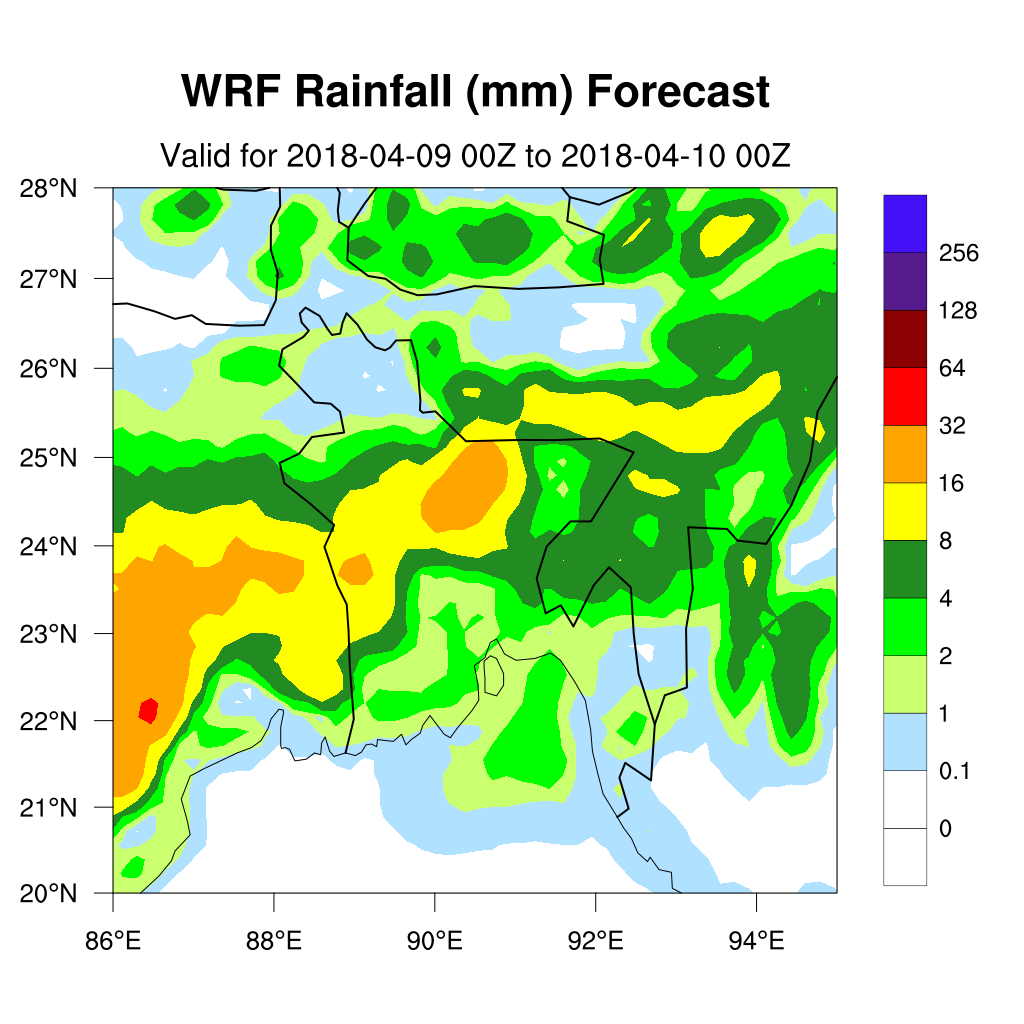 WRF Rainfall (mm) Forecast
Valid for 2018-04-09 00Z to 2018-04-10 00Z
28°N
27°N
26°N
25°N
24°N
23°N
22°N
21°N
20°N
86°E 88°E 90°E 92°E 94°E
256
128
64
32
16
8
4
2
1
0.1
0